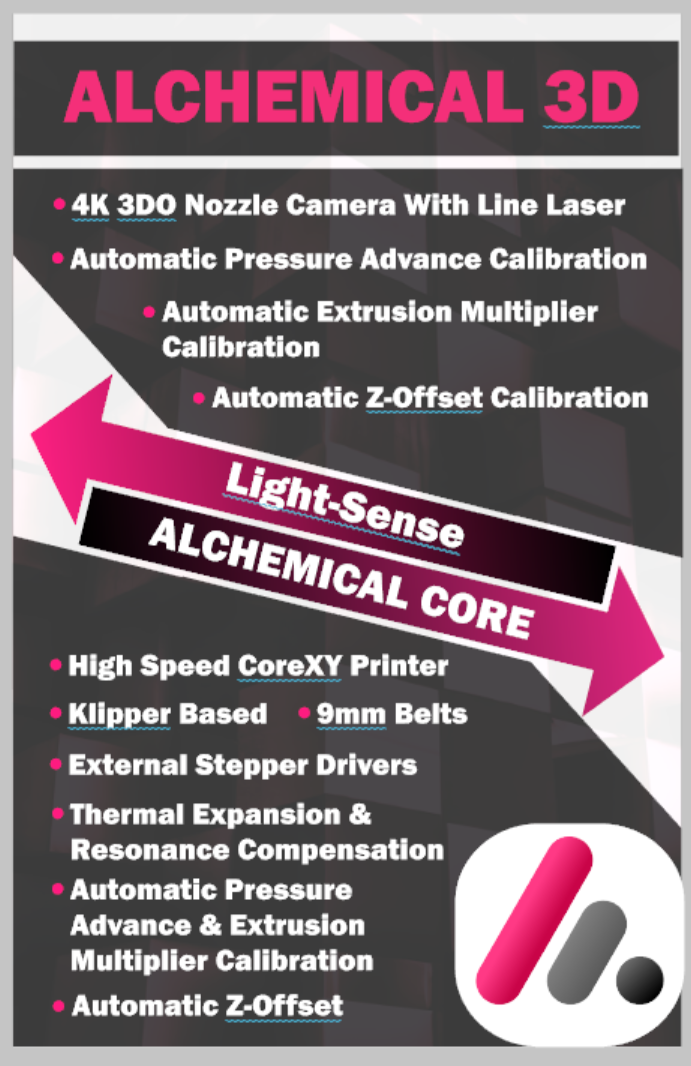 ALCHEMICAL 3D
4K 3DO Nozzle Camera With Line Laser
Automatic Pressure Advance Calibration
Automatic Extrusion Multiplier
Calibration
Automatic Z-Offset Calibration
Light-Sense
ALCHEMICAL CORE
High Speed CoreXY Printer
Klipper Based
9mm Belts
External Stepper Drivers
Thermal Expansion &
Resonance Compensation
Automatic Pressure
Advance & Extrusion
Multiplier Calibration
Automatic Z-Offset